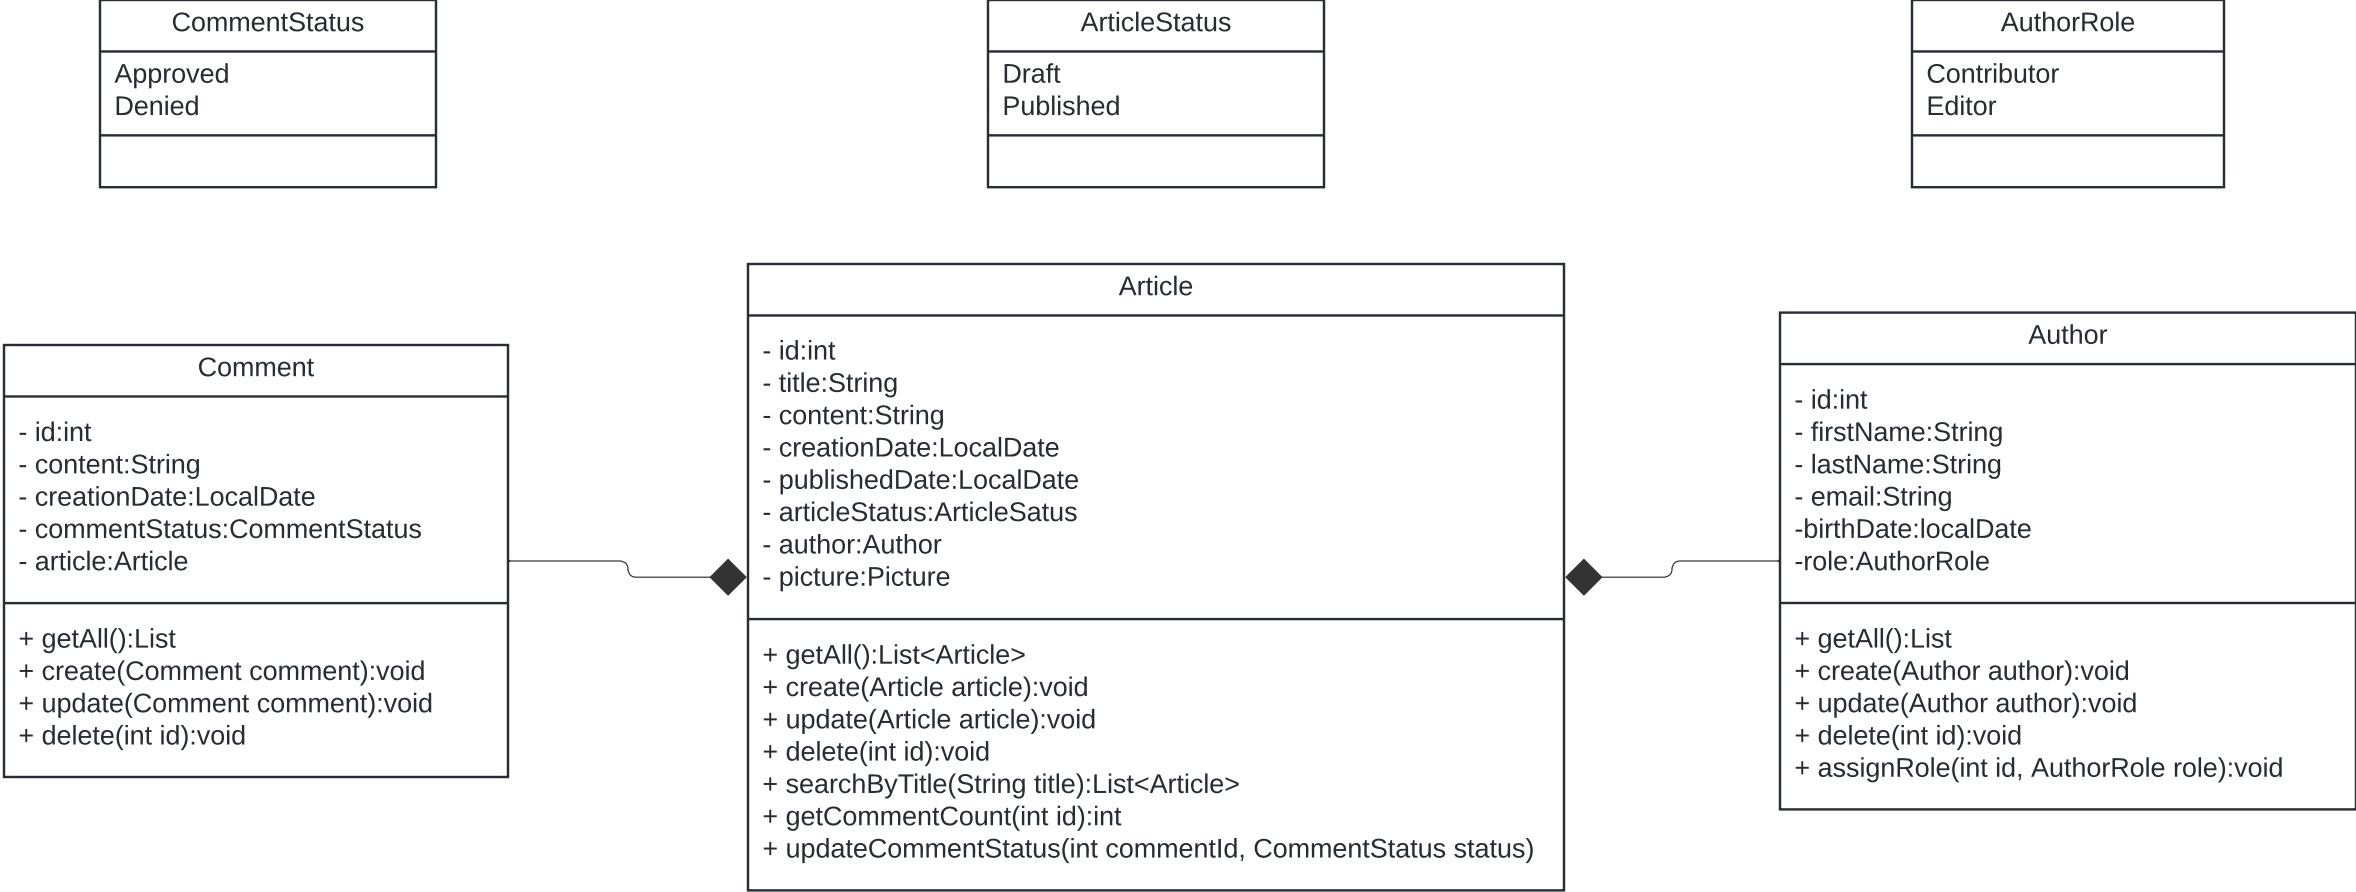 CommentStatus
Approved
Denied
ArticleStatus
Draft
Published
AuthorRole
Contributor
Editor
Comment
- id:int
- content:String
- creationDate:LocalDate
- commentStatus:CommentStatus
- article:Article
+ getAll():List
+ create(Comment comment):void
+ update(Comment comment):void
+ delete(int id):void
Article
- id:int
- title:String
- content:String
- creationDate:LocalDate
- publishedDate:LocalDate
- articleStatus:ArticleSatus
- author:Author
- picture:Picture
+ getAll():List<Article>
+ create(Article article):void
+ update(Article article):void
+ delete(int id):void
+ searchByTitle(String title):List<Article>
+ getCommentCount(int id):int
+ updateCommentStatus(int commentId, CommentStatus status)
Author
- id:int
- firstName:String
- lastName:String
- email:String
-birthDate:localDate
-role:AuthorRole
+ getAll():List
+ create(Author author):void
+ update(Author author):void
+ delete(int id):void
+ assignRole(int id, AuthorRole role):void